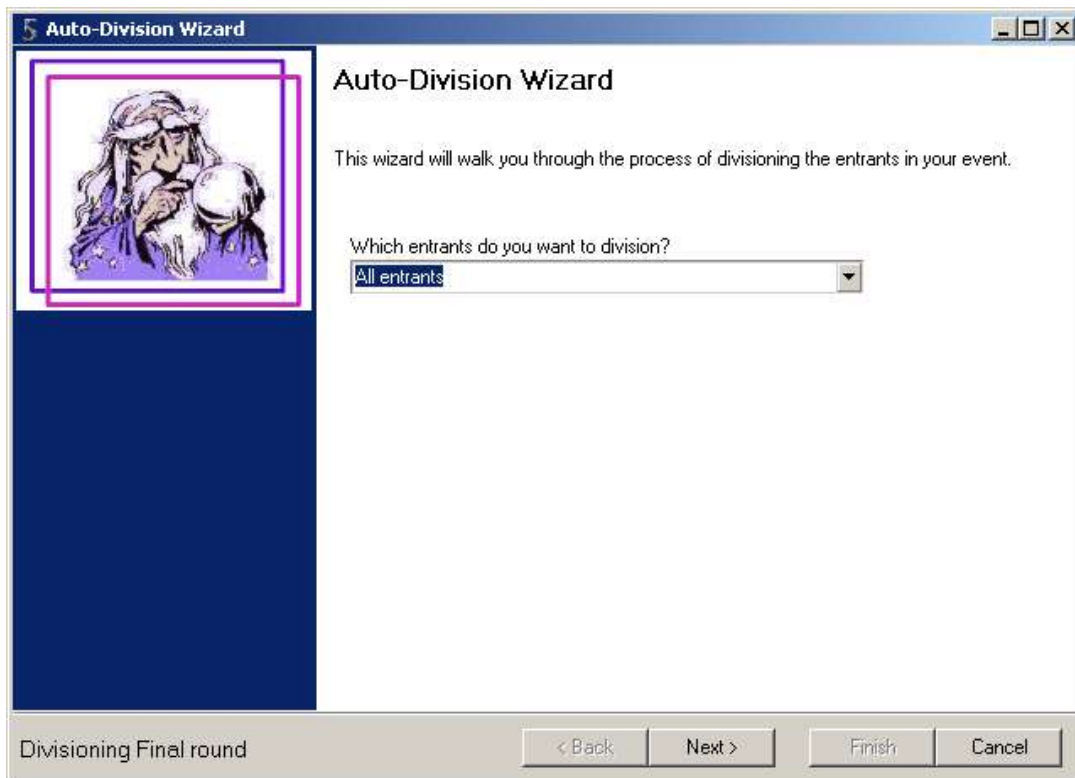 5 Auto-Division Wizard
Auto-Division Wizard
This wizard will walk you through the process of divisioning the entrants in your event.
Which entrants do you want to division?
All entrants
Divisioning Final round
< Back
Next >
Finish
Cancel